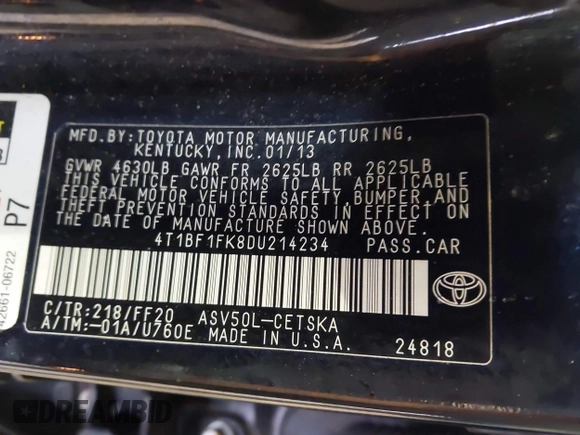 MFD.BY:TOYOTA MOTOR MANUFACTURING,
KENTUCKY, INC.01/13
GVWR 4630LB GAWR FR 2625LB RR 2625LB
THIS VEHICLE CONFORMS TO ALL APPLICABLE
FEDERAL MOTOR VEHICLE SAFETY,BUMPER, AND
THEFT PREVENTION STANDARDS IN EFFECT ON
THE DATE OF MANUFACTURE SHOWN ABOVE.
4T1BF1FK8DU214234 PASS.CAR
C/TR:218/FF20 ASV50L-CETSKA
A/TM:-01A/U760E MADE IN U.S.A. 24818
P7
42661-06722
DREAMBID